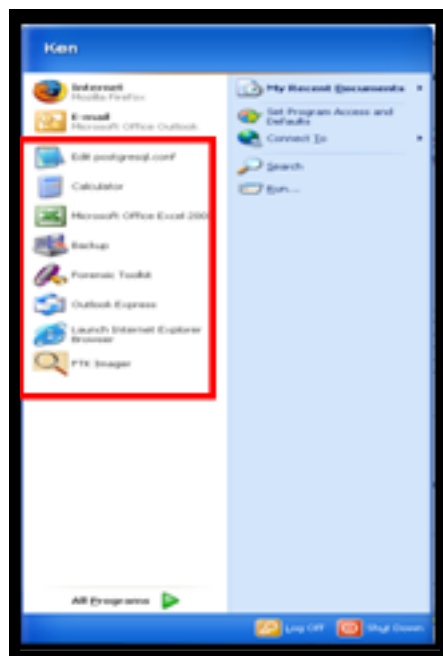 Ken
Internet
Mozilla Firefox
E-mail
Microsoft Office Outlook
Edit postgresql.conf
Calculator
Microsoft Office Excel 200
Backup
Forensic Toolkit
Outlook Express
Launch Internet Explorer
Browser
FTK Imager
All Programs
My Recent Documents
Set Program Access and
Defaults
Connect To
Search
Run...
Log Off
Shut Down